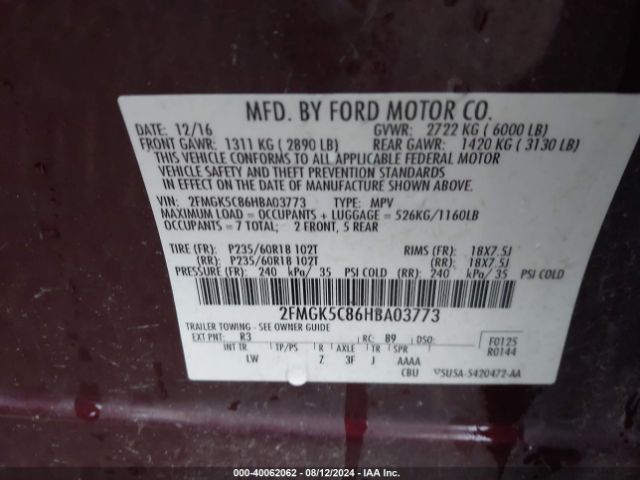 MFD. BY FORD MOTOR CO.
DATE: 12/16 GVWR: 2722 KG ( 6000 LB)
FRONT GAWR: 1311 KG ( 2890 LB) REAR GAWR: 1420 KG ( 3130 LB)
THIS VEHICLE CONFORMS TO ALL APPLICABLE FEDERAL MOTOR
VEHICLE SAFETY AND THEFT PREVENTION STANDARDS IN
EFFECT ON THE DATE OF MANUFACTURE SHOWN ABOVE.
VIN: 2FMGK5C86HBA03773 TYPE: MPV
MAXIMUM LOAD = OCCUPANTS + LUGGAGE = 526KG/1160LB
OCCUPANTS = 7 TOTAL; 2 FRONT, 5 REAR
TIRE (FR): P235/60R18 102T RIMS (FR): 18X7.5J
(RR): P235/60R18 102T (RR): 18X7.5J
PRESSURE (FR): 240 kPa/ 35 PSI COLD (RR): 240 kPa/ 35 PSI COLD
2FMGK5C86HBA03773
TRAILER TOWING - SEE OWNER GUIDE
EXT PNT: R3 RC: 89 DSO: F0125
INT TR TP/PS R AXLE TR SPR R0144
LW Z 3F J AAAA
CBU 5U5A-5420472-AA
000-40062062 - 08/12/2024 - IAA Inc.